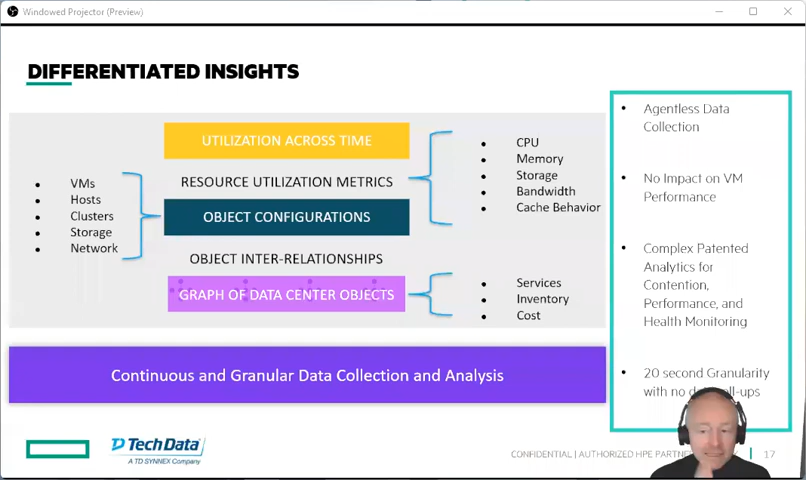 Windowed Projector (Preview)
DIFFERENTIATED INSIGHTS
UTILIZATION ACROSS TIME
RESOURCE UTILIZATION METRICS
OBJECT CONFIGURATIONS
OBJECT INTER-RELATIONSHIPS
GRAPH OF DATA CENTER OBJECTS
• VMs
• Hosts
• Clusters
• Storage
• Network
• CPU
• Memory
• Storage
• Bandwidth
• Cache Behavior
• Services
• Inventory
• Cost
Continuous and Granular Data Collection and Analysis
• Agentless Data
Collection
• No Impact on VM
Performance
• Complex Patented
Analytics for
Contention,
Performance, and
Health Monitoring
• 20 second Granularity
with no
TechData
A TD SYNNEX Company
CONFIDENTIAL | AUTHORIZED HPE
17